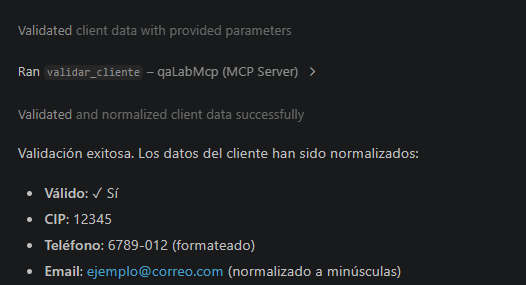 Validated client data with provided parameters
Ran validar_cliente – qaLabMcp (MCP Server) >
Validated and normalized client data successfully
Validación exitosa. Los datos del cliente han sido normalizados:
• Válido: ✓ Sí
• CIP: 12345
• Teléfono: 6789-012 (formateado)
• Email: ejemplo@correo.com (normalizado a minúsculas)